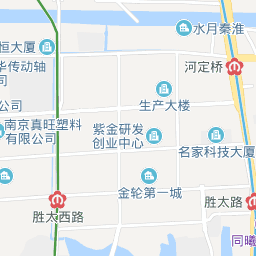 水月秦淮
恒大厦
华传动轴
司
河定桥
生产大楼
公司
南京真旺塑料
有限公司
紫金研发
创业中心
名家科技大厦
金轮第一城
胜太西路
胜太路
同曦